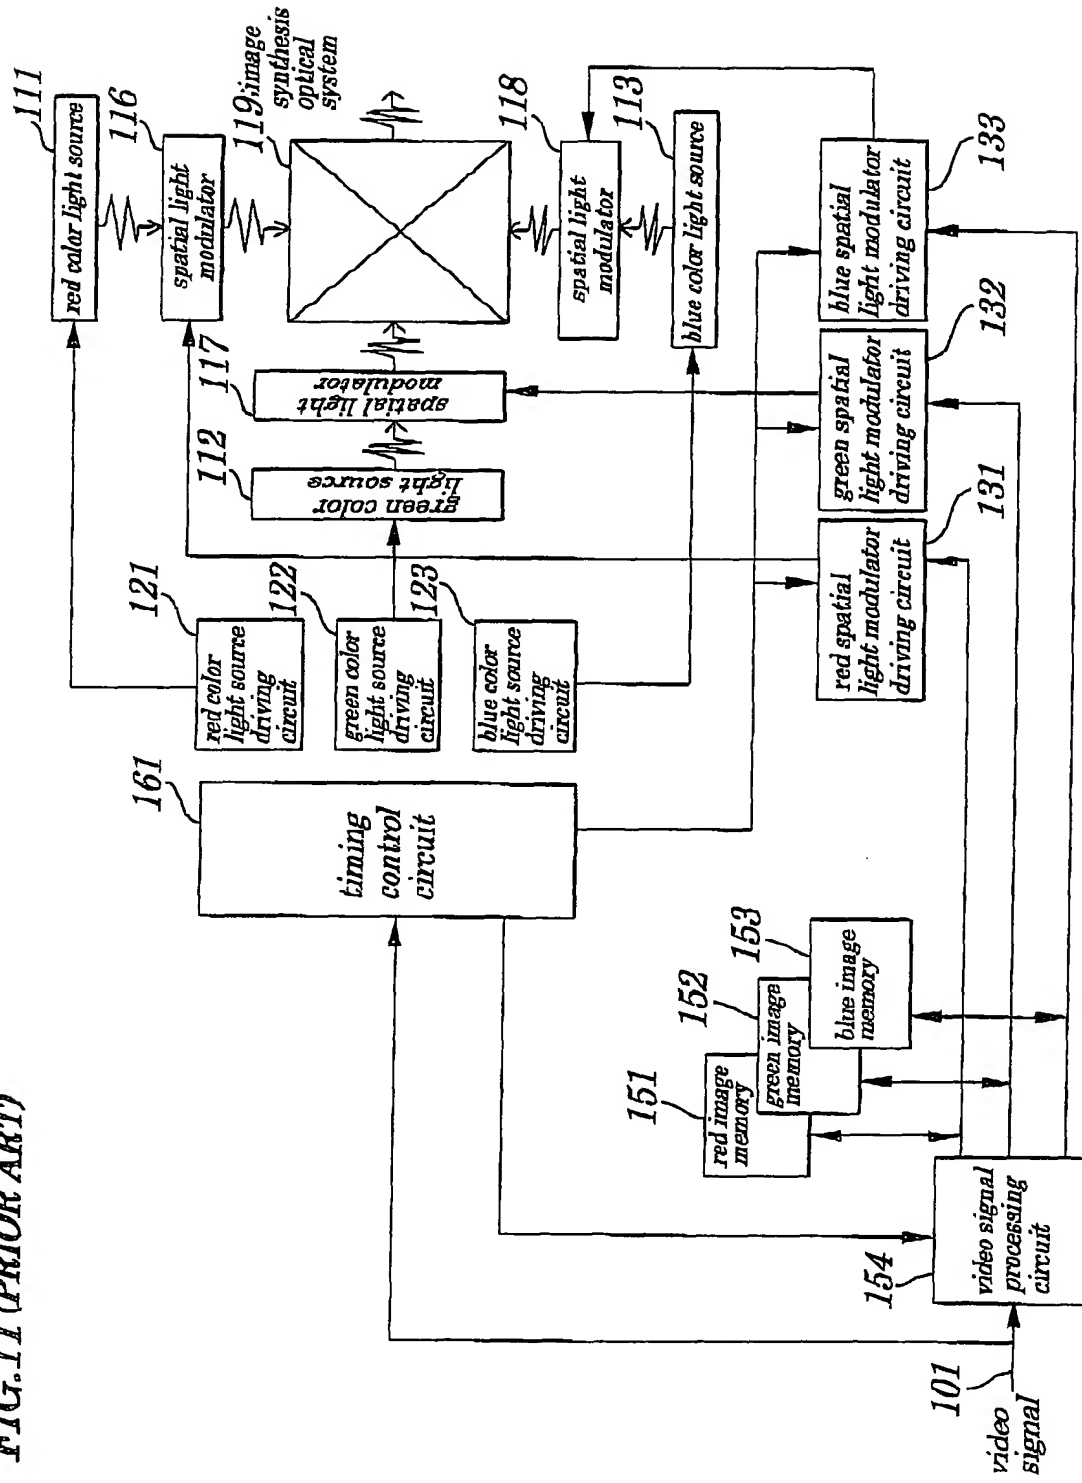 FIG.11 (PRIOR ART)
111
red color light source
116
spatial light
modulator
119
;image
synthesis
optical
system
117
spatial light
modulator
112
green color
light source
118
spatial light
modulator
113
blue color light source
121
red color
light source
driving
circuit
122
green color
light source
driving
circuit
123
blue color
light source
driving
circuit
161
timing
control
circuit
133
blue spatial
light modulator
driving circuit
132
green spatial
light modulator
driving circuit
131
red spatial
light modulator
driving circuit
153
blue image
memory
152
green image
memory
151
red image
memory
154
video signal
processing
circuit
101
video
signal